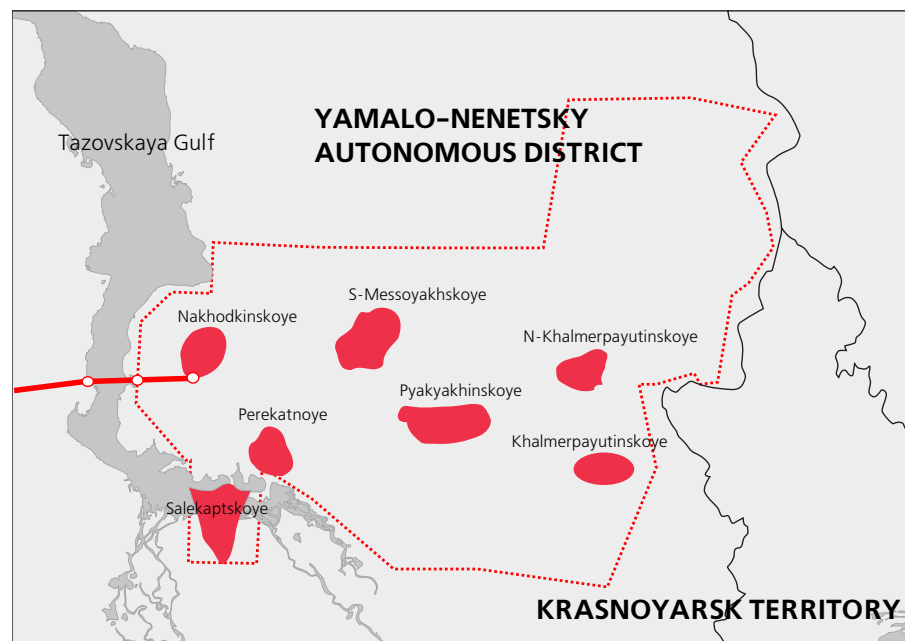 YAMALO-NENETSKY
AUTONOMOUS DISTRICT
Tazovskaya Gulf
S-Messoyakhskoye
Nakhodkinskoye
N-Khalmerpayutinskoye
Pyakyakhinskoye
Perekatnoye
Khalmerpayutinskoye
Salekaptskoye
KRASNOYARSK TERRITORY